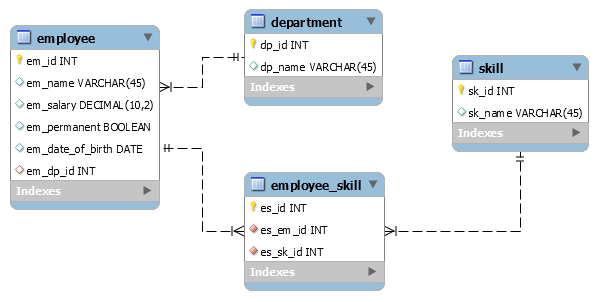 employee
em_id INT
em_name VARCHAR(45)
em_salary DECIMAL(10,2)
em_permanent BOOLEAN
em_date_of_birth DATE
em_dp_id INT
Indexes
department
dp_id INT
dp_name VARCHAR(45)
Indexes
skill
sk_id INT
sk_name VARCHAR(45)
Indexes
employee_skill
es_id INT
es_em_id INT
es_sk_id INT
Indexes